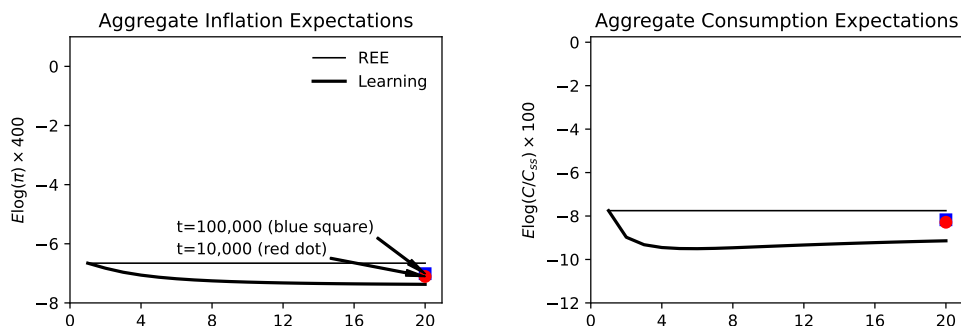 Aggregate Inflation Expectations
E log(π) × 400
0
−2
−4
−6
−8
REE
Learning
t=100,000 (blue square)
t=10,000 (red dot)
0 4 8 12 16 20
Aggregate Consumption Expectations
E log(C/C_ss) × 100
0
−2
−4
−6
−8
−10
−12
0 4 8 12 16 20